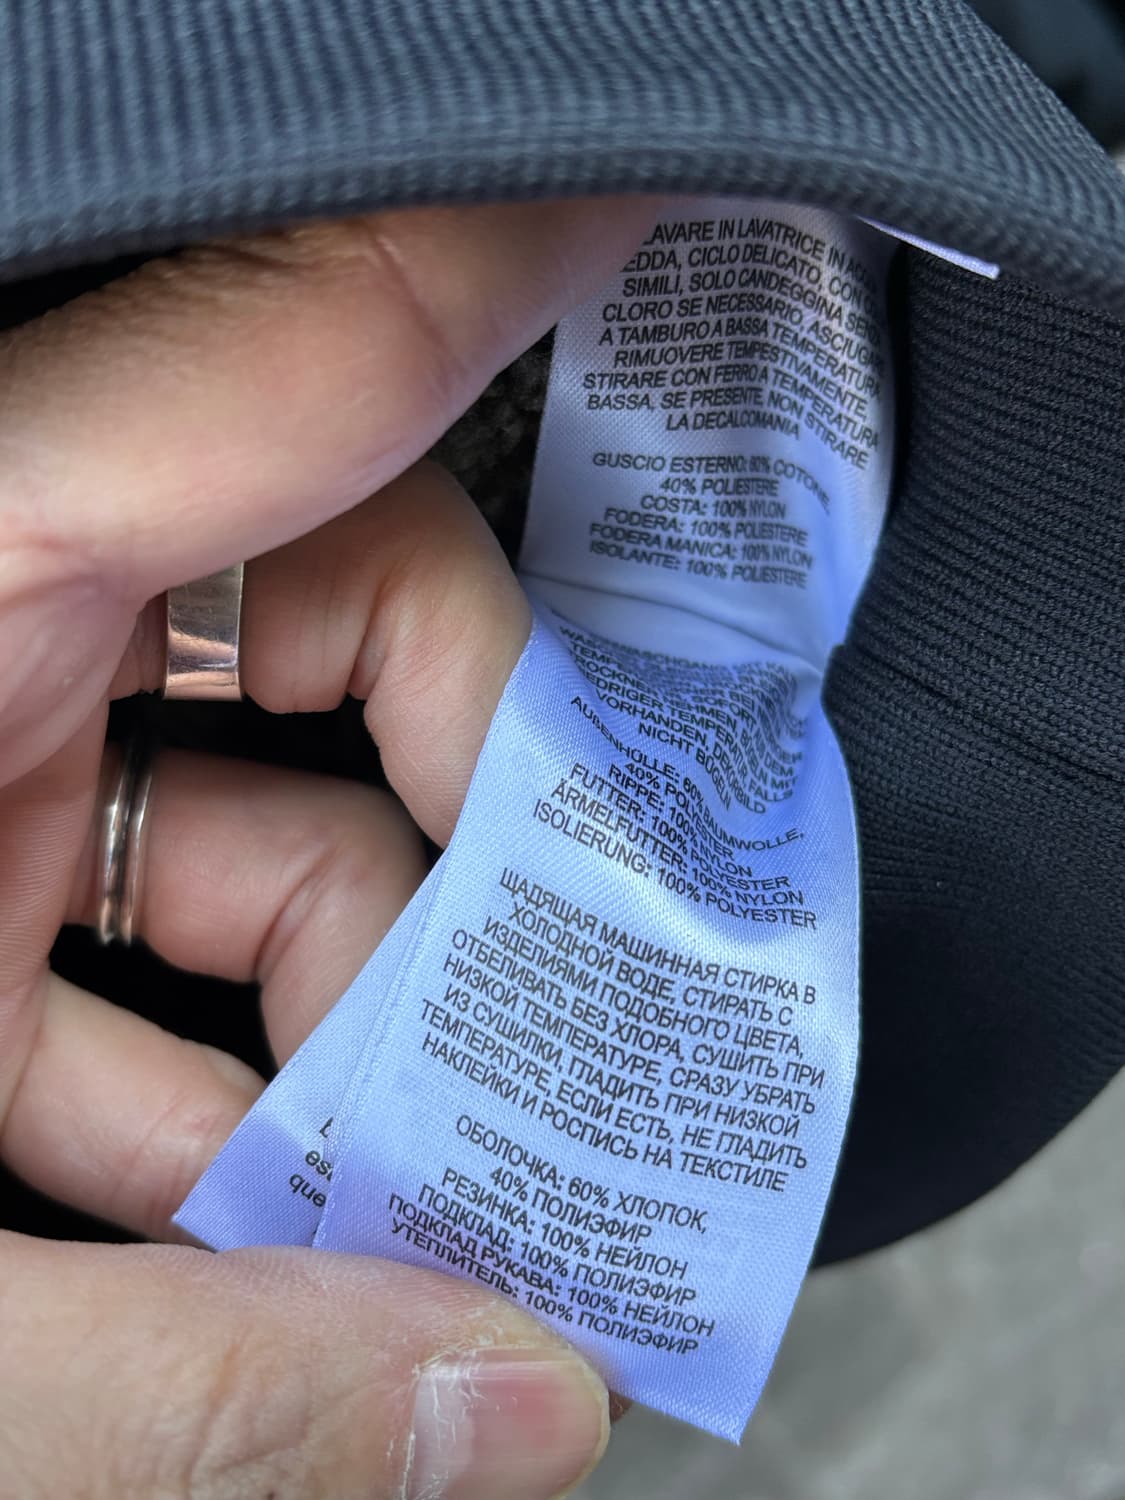 LAVARE IN LAVATRICE IN
EDDA, CICLO DELICATO, CON
SIMILI, SOLO CANDEGGINA SENZ
CLORO SE NECESSARIO, ASCIUGA
A TAMBURO A BASSA TEMPERATURA
RIMUOVERE TEMPESTIVAMENTE,
STIRARE CON FERRO A TEMPERATURA
BASSA, SE PRESENTE, NON STIRARE
LA DECALCOMANIA
GUSCIO ESTERNO: 60% COTONE,
40% POLIESTERE
COSTA: 100% NYLON
FODERA: 100% POLIESTERE
FODERA MANICA: 100% NYLON
ISOLANTE: 100% POLIESTERE
VORHANDEN, DEKORBILD
NICHT BÜGELN
AUßENHÜLLE: 60% BAUMWOLLE,
40% POLYESTER
RIPPE: 100% NYLON
FUTTER: 100% POLYESTER
ÄRMELFUTTER: 100% NYLON
ISOLIERUNG: 100% POLYESTER
ЩАДЯЩАЯ МАШИННАЯ СТИРКА В
ХОЛОДНОЙ ВОДЕ, СТИРАТЬ С
ИЗДЕЛИЯМИ ПОДОБНОГО ЦВЕТА,
ОТБЕЛИВАТЬ БЕЗ ХЛОРА, СУШИТЬ ПРИ
НИЗКОЙ ТЕМПЕРАТУРЕ, СРАЗУ УБРАТЬ
ИЗ СУШИЛКИ, ГЛАДИТЬ ПРИ НИЗКОЙ
ТЕМПЕРАТУРЕ, ЕСЛИ ЕСТЬ, НЕ ГЛАДИТЬ
НАКЛЕЙКИ И РОСПИСЬ НА ТЕКСТИЛЕ
ОБОЛОЧКА: 60% ХЛОПОК,
40% ПОЛИЭФИР
РЕЗИНКА: 100% НЕЙЛОН
ПОДКЛАД: 100% ПОЛИЭФИР
ПОДКЛАД РУКАВА: 100% НЕЙЛОН
УТЕПЛИТЕЛЬ: 100% ПОЛИЭФИР